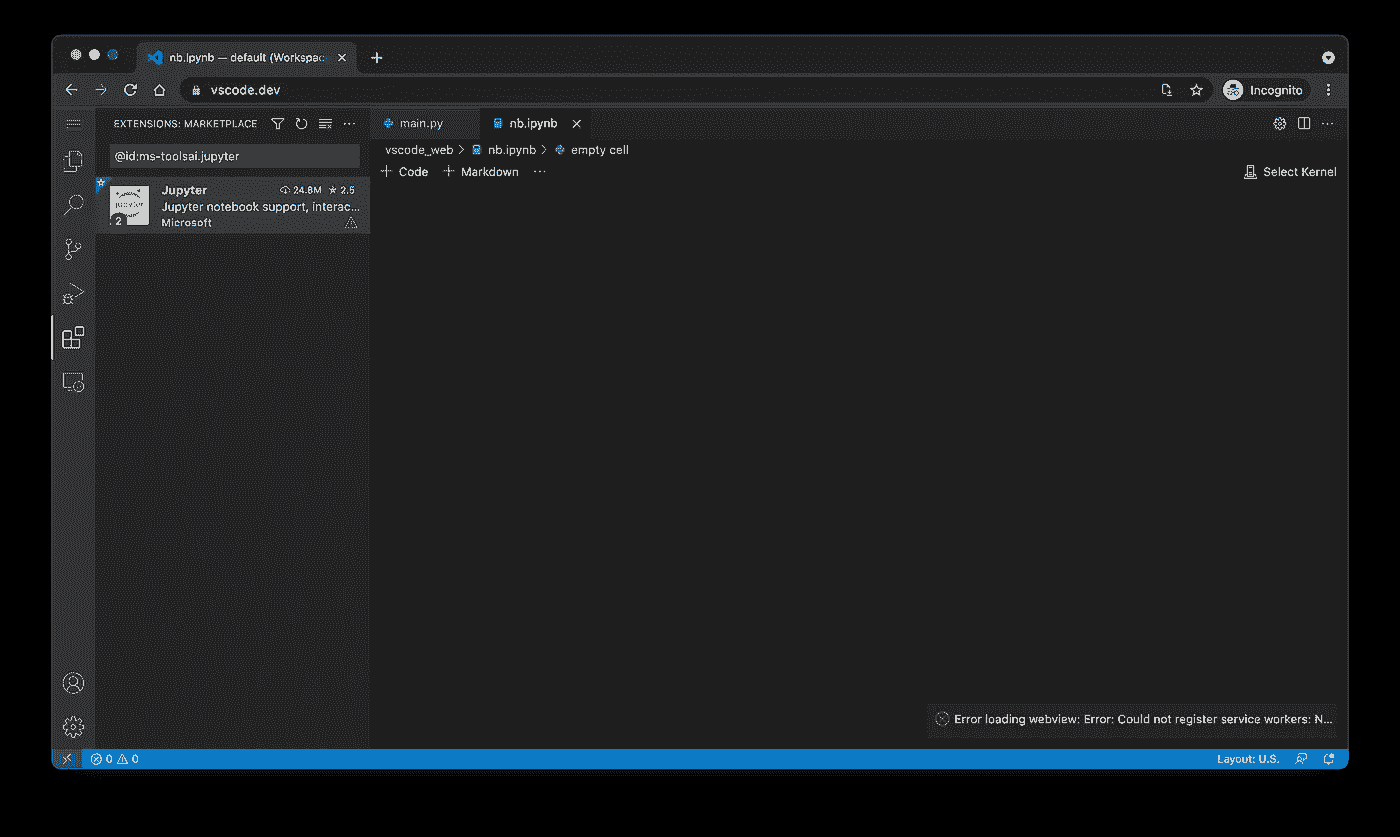 nb.ipynb — default (Workspac
vscode.dev
Incognito
EXTENSIONS: MARKETPLACE
main.py
nb.ipynb
@id:ms-toolsai.jupyter
vscode_web > nb.ipynb > empty cell
+ Code + Markdown ...
Select Kernel
Jupyter 24.8M ★ 2.5
Jupyter notebook support, interac...
Microsoft
jupyter
2
Error loading webview: Error: Could not register service workers: N...
0 0
Layout: U.S.